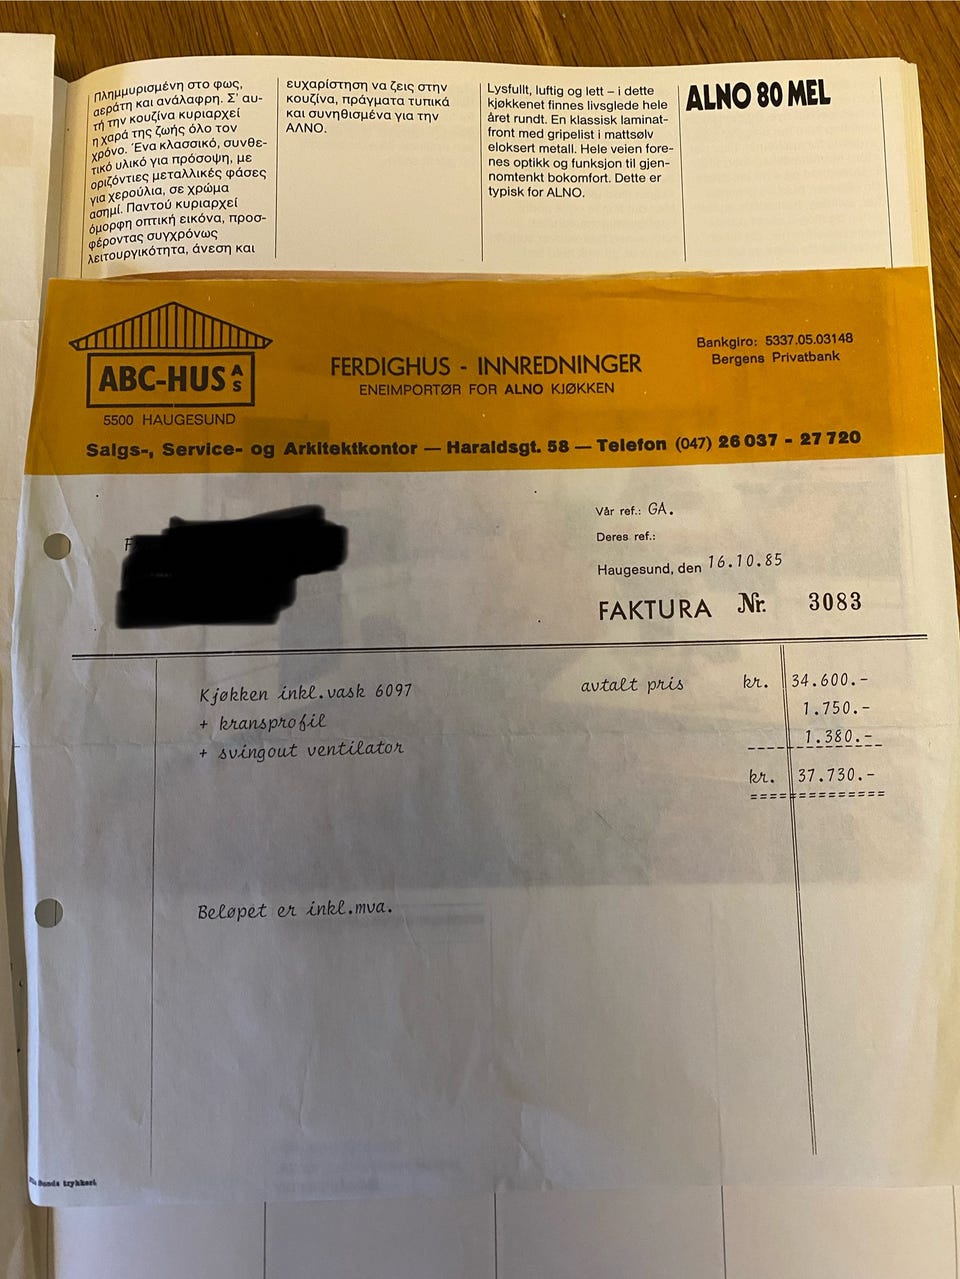 Πλημμυρισμένη στο φως,
αεράτη και ανάλαφρη. Σ' αυ-
τή την κουζίνα κυριαρχεί
η χαρά της ζωής όλο τον
χρόνο. Ένα κλασσικό, συνθε-
τικό υλικό για πρόσοψη, με
οριζόντιες μεταλλικές φάσες
για χερούλια, σε χρώμα
ασημί. Παντού κυριαρχεί
όμορφη οπτική εικόνα, προσ-
φέροντας συγχρόνως
λειτουργικότητα, άνεση και
ευχαρίστηση να ζεις στην
κουζίνα, πράγματα τυπικά
και συνηθισμένα για την
ΑΛΝΟ.
Lysfullt, luftig og lett – i dette
kjøkkenet finnes livsglede hele
året rundt. En klassisk laminat-
front med gripelist i mattsølv
eloksert metall. Hele veien fore-
nes optikk og funksjon til gjen-
nomtenkt bokomfort. Dette er
typisk for ALNO.
ALNO 80 MEL
ABC-HUS A/S
5500 HAUGESUND
FERDIGHUS - INNREDNINGER
ENEIMPORTØR FOR ALNO KJØKKEN
Bankgiro: 5337.05.03148
Bergens Privatbank
Salgs-, Service- og Arkitektkontor — Haraldsgt. 58 — Telefon (047) 26 037 - 27 720
Vår ref.: GA.
Deres ref.:
Haugesund, den 16.10.85
FAKTURA Nr. 3083
Kjøkken inkl.vask 6097 avtalt pris kr. 34.600.-
+ kransprofil 1.750.-
+ svingout ventilator 1.380.-
kr. 37.730.-
Beløpet er inkl.mva.
trykkeri